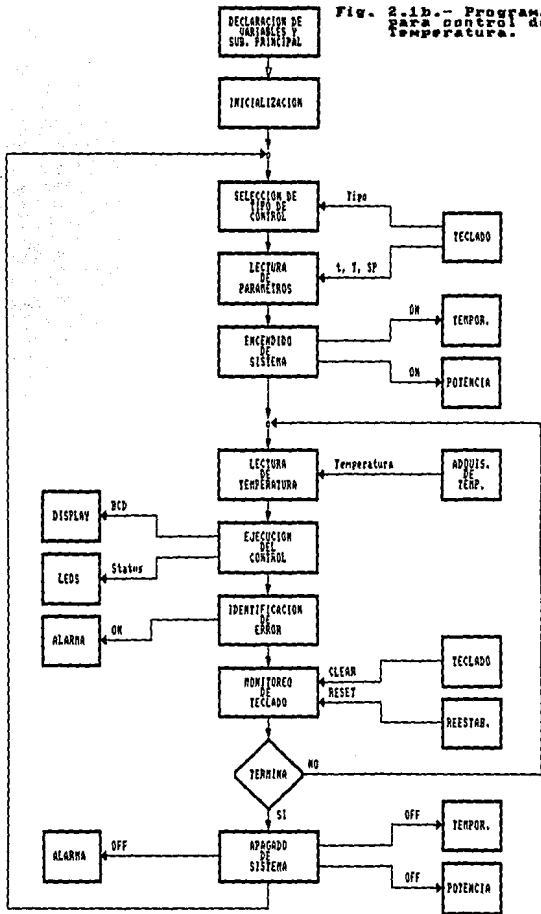 Fig. 2.1b.- Programa
para control de
Temperatura.
DECLARACION DE
VARIABLES Y
SUB. PRINCIPAL
INICIALIZACION
SELECCION DE
TIPO DE
CONTROL
Tipo
TECLADO
LECTURA
DE
PARAMETROS
t, T, SP
ENCENDIDO
DE
SISTEMA
ON
TEMPOR.
ON
POTENCIA
LECTURA
DE
TEMPERATURA
Temperatura
ADQUIS.
DE
TEMP.
DISPLAY
BCD
EJECUCION
DEL
CONTROL
LEDS
Status
IDENTIFICACION
DE
ERROR
ALARMA
ON
MONITOREO
DE
TECLADO
CLEAR
TECLADO
RESET
REESTAB.
TERMINA
NO
SI
APAGADO
DE
SISTEMA
ALARMA
OFF
OFF
TEMPOR.
OFF
POTENCIA